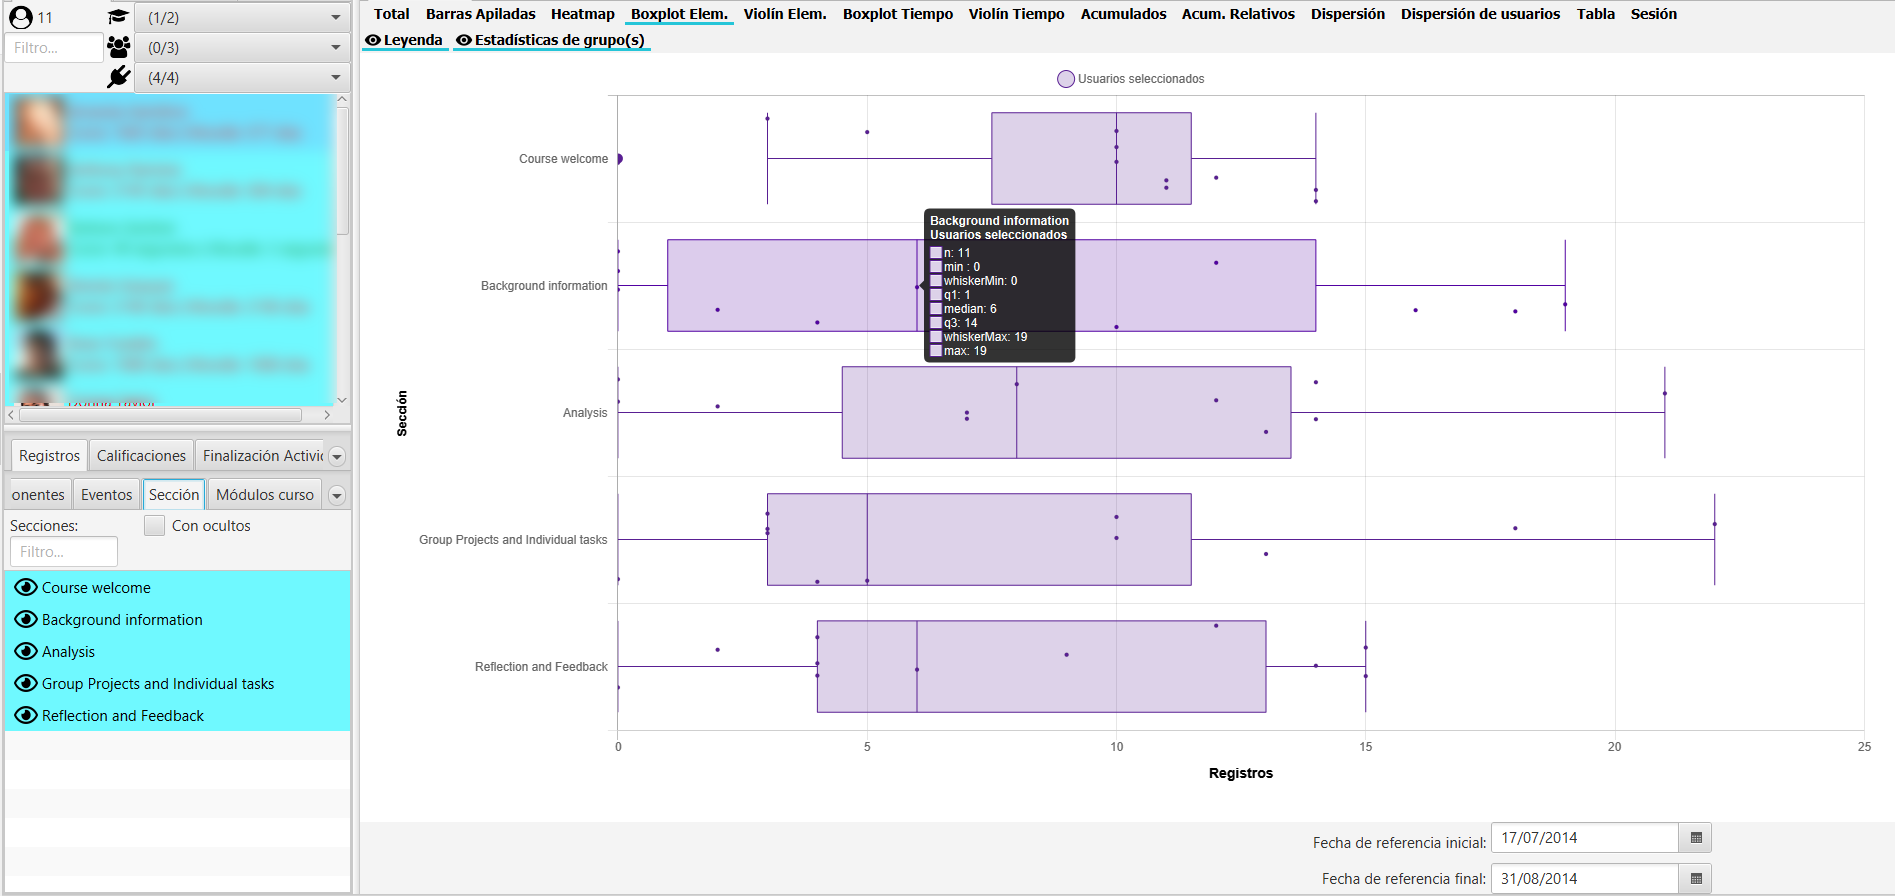 11
(1/2)
Filtro...
(0/3)
(4/4)
Registros
Calificaciones
Finalización Activi
onentes
Eventos
Sección
Módulos curso
Secciones:
Con ocultos
Filtro...
Course welcome
Background information
Analysis
Group Projects and Individual tasks
Reflection and Feedback
Total
Barras Apiladas
Heatmap
Boxplot Elem.
Violín Elem.
Boxplot Tiempo
Violín Tiempo
Acumulados
Acum. Relativos
Dispersión
Dispersión de usuarios
Tabla
Sesión
Leyenda
Estadísticas de grupo(s)
Usuarios seleccionados
Sección
Course welcome
Background information
Analysis
Group Projects and Individual tasks
Reflection and Feedback
Background information
Usuarios seleccionados
n: 11
min : 0
whiskerMin: 0
q1: 1
median: 6
q3: 14
whiskerMax: 19
max: 19
0
5
10
15
20
25
Registros
Fecha de referencia inicial:
17/07/2014
Fecha de referencia final:
31/08/2014